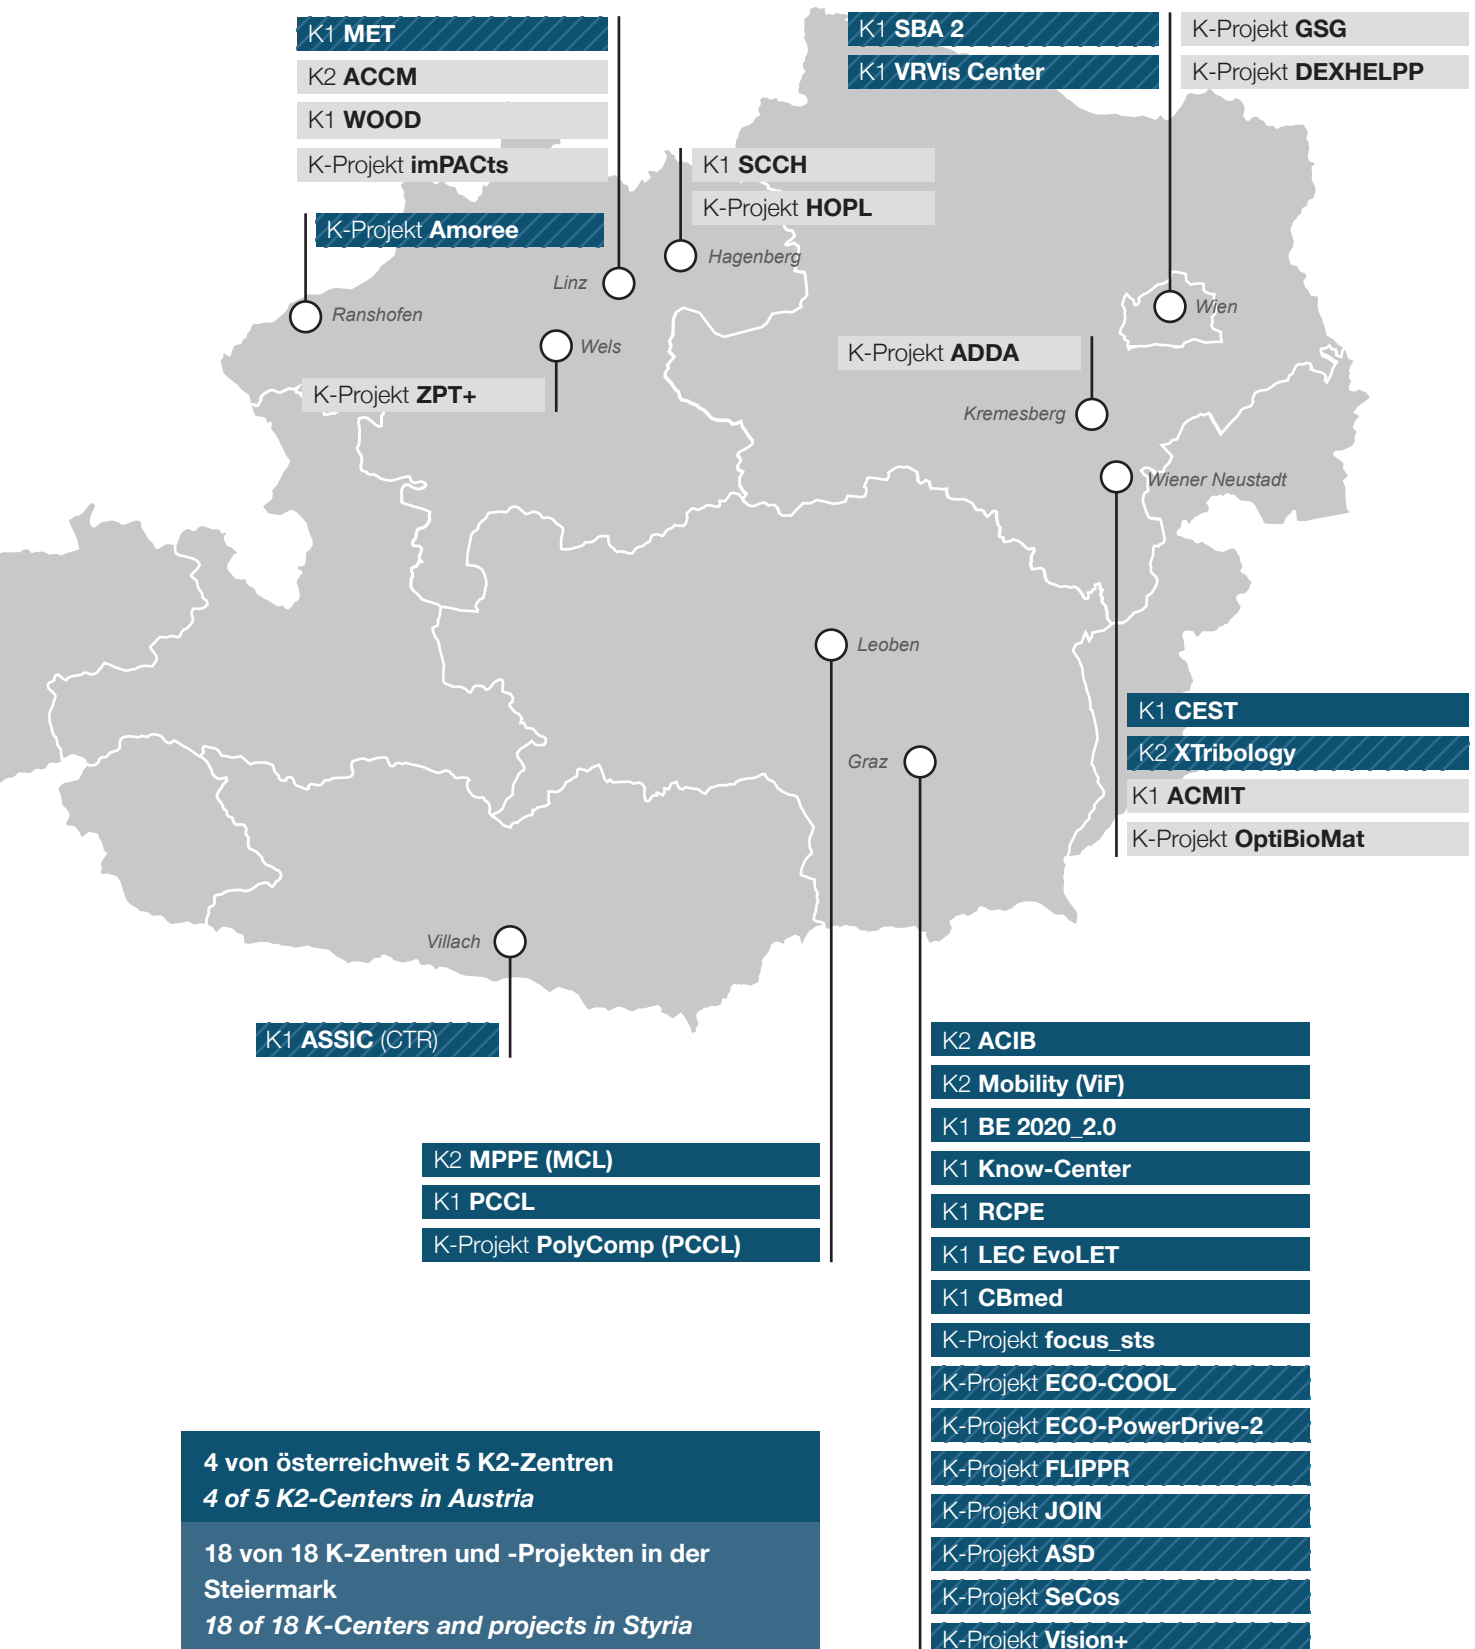 K1 MET
K2 ACCM
K1 WOOD
K-Projekt imPACts
K1 SBA 2
K1 VRVis Center
K-Projekt GSG
K-Projekt DEXHELPP
K1 SCCH
K-Projekt HOPL
K-Projekt Amoree
Hagenberg
Linz
Ranshofen
Wels
Wien
K-Projekt ADDA
K-Projekt ZPT+
Kremesberg
Wiener Neustadt
Leoben
Graz
K1 CEST
K2 XTribology
K1 ACMIT
K-Projekt OptiBioMat
Villach
K1 ASSIC (CTR)
K2 MPPE (MCL)
K1 PCCL
K-Projekt PolyComp (PCCL)
K2 ACIB
K2 Mobility (ViF)
K1 BE 2020_2.0
K1 Know-Center
K1 RCPE
K1 LEC EvoLET
K1 CBmed
K-Projekt focus_sts
K-Projekt ECO-COOL
K-Projekt ECO-PowerDrive-2
K-Projekt FLIPPR
K-Projekt JOIN
K-Projekt ASD
K-Projekt SeCos
K-Projekt Vision+
4 von österreichweit 5 K2-Zentren
4 of 5 K2-Centers in Austria
18 von 18 K-Zentren und -Projekten in der
Steiermark
18 of 18 K-Centers and projects in Styria